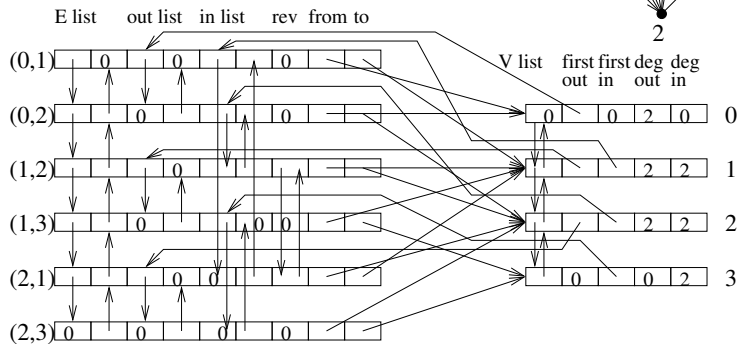 2
E list out list in list rev from to
V list first out first in deg out deg in
(0,1) 0 0 0
(0,2) 0 0 0 0 2 0 0
(1,2) 0 2 2 1
(1,3) 0 0 0 2 2 2
(2,1) 0 0 0 0 2 3
(2,3) 0 0 0 0